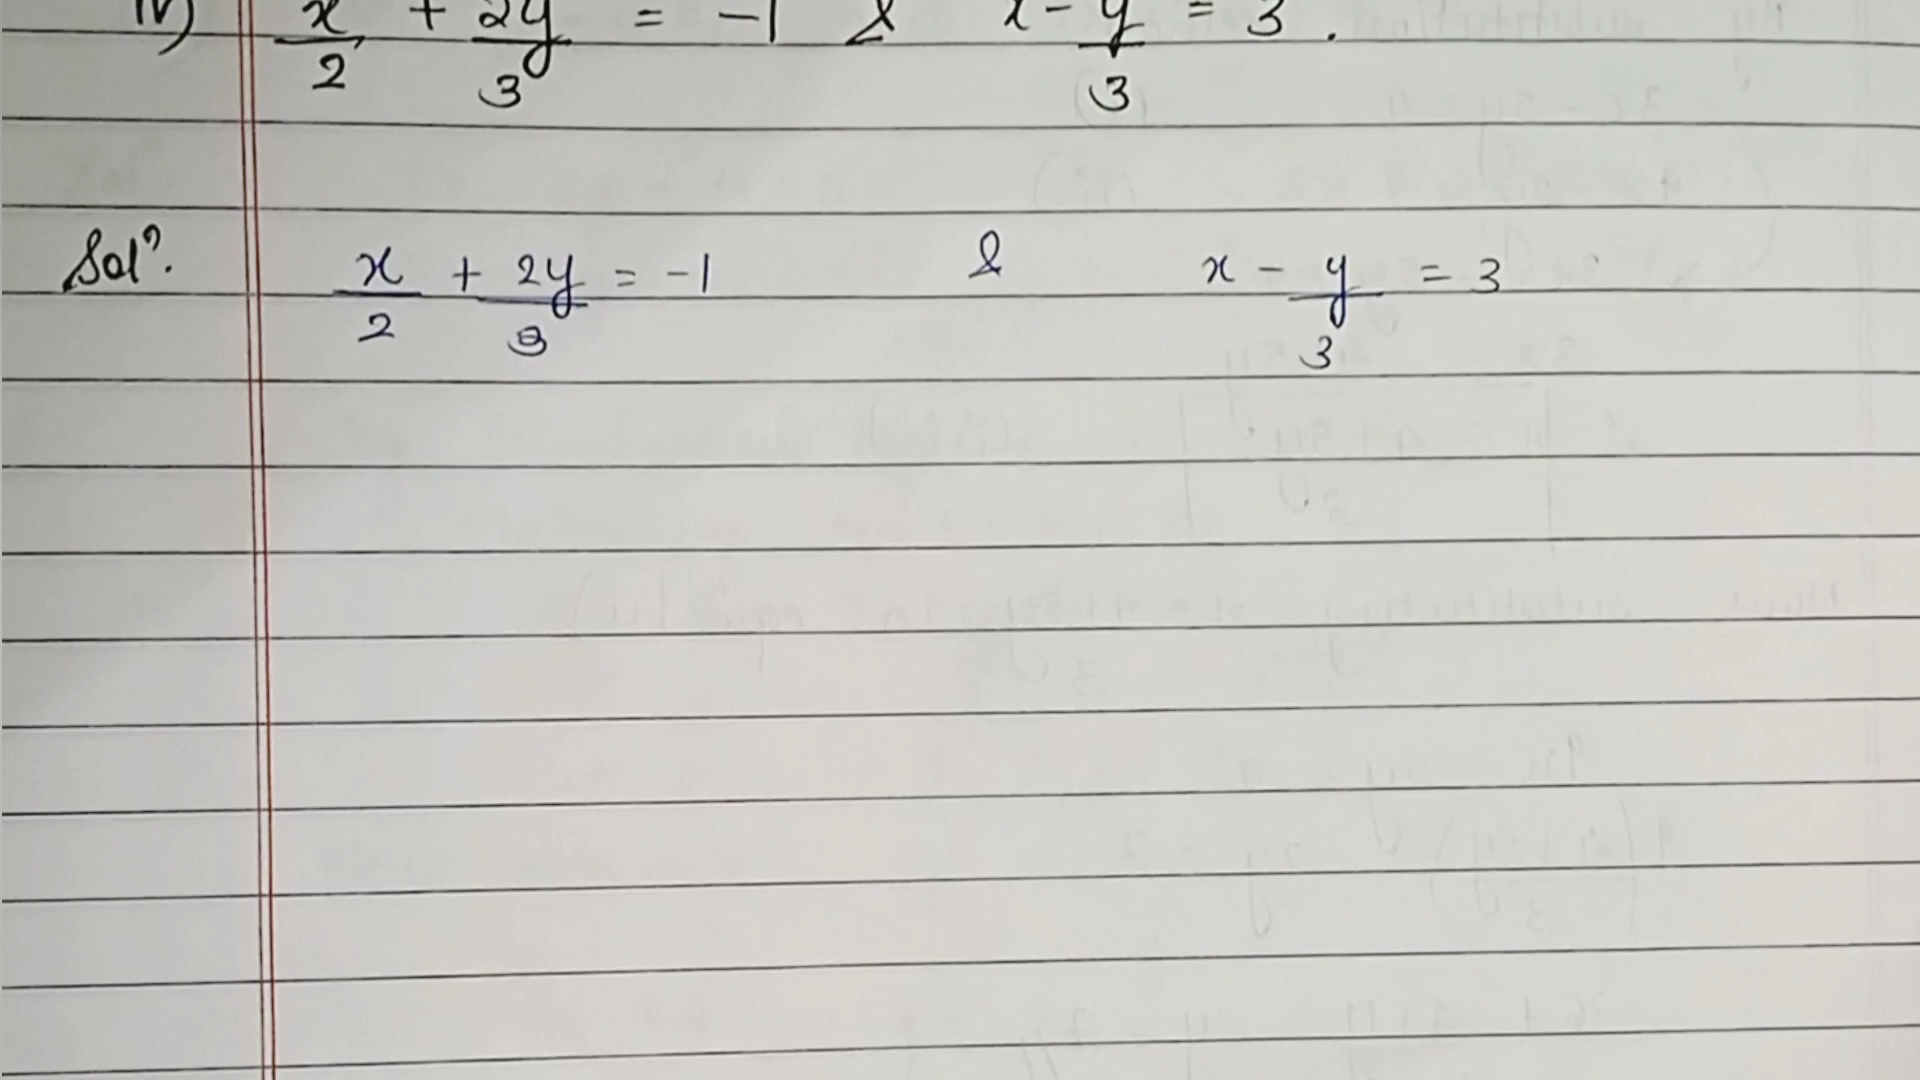 iv) x/2 + 2y/3 = -1 & x - y/3 = 3.
Solⁿ. x/2 + 2y/3 = -1 & x - y/3 = 3